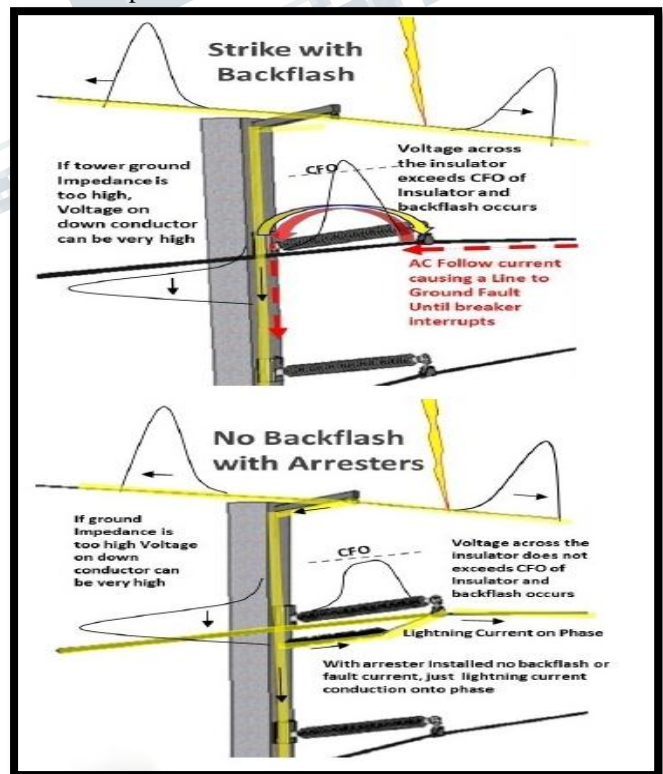 Strike with
Backflash
If tower ground
Impedance is
too high,
Voltage on
down conductor
can be very high
CFO
Voltage across
the insulator
exceeds CFO of
Insulator and
backflash occurs
AC Follow current
causing a Line to
Ground Fault
Until breaker
interrupts
No Backflash
with Arresters
If ground
Impedance is
too high Voltage
on down
conductor can
be very high
CFO
Voltage across the
insulator does not
exceeds CFO of
Insulator and
backflash occurs
Lightning Current on Phase
With arrester Installed no backflash or
fault current, just lightning current
conduction onto phase